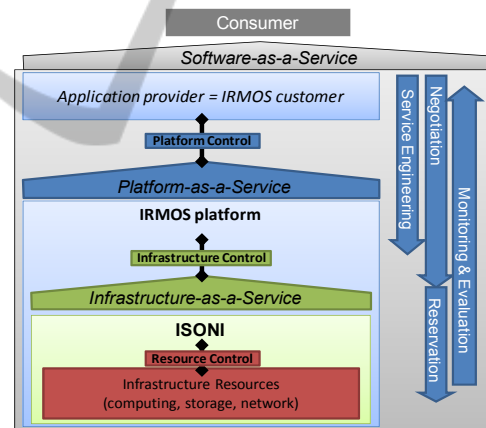 Consumer
Software-as-a-Service
Application provider = IRMOS customer
Platform Control
Platform-as-a-Service
IRMOS platform
Infrastructure Control
Infrastructure-as-a-Service
ISONI
Resource Control
Infrastructure Resources
(computing, storage, network)
Service Engineering
Negotiation
Reservation
Monitoring & Evaluation